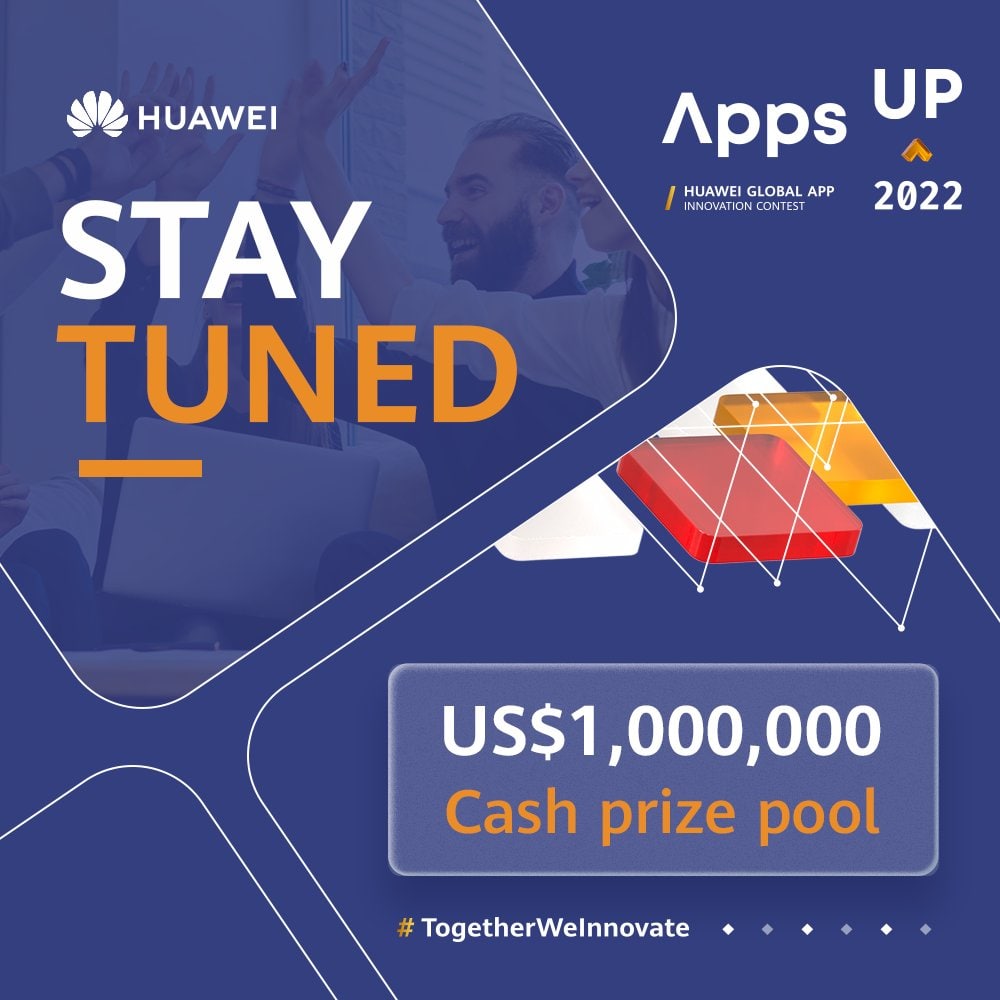 HUAWEI
STAY
TUNED
Apps UP
/ HUAWEI GLOBAL APP
INNOVATION CONTEST
2022
US$1,000,000
Cash prize pool
# TogetherWeInnovate